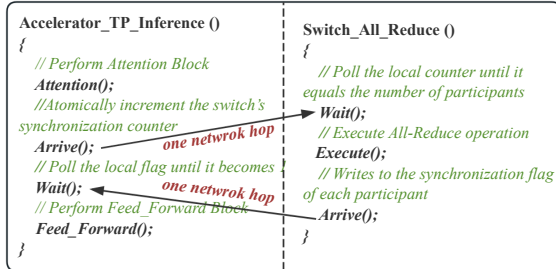 Accelerator_TP_Inference ()
{
// Perform Attention Block
Attention();
//Atomically increment the switch's
synchronization counter
Arrive();
// Poll the local flag until it becomes
Wait();
// Perform Feed_Forward Block
Feed_Forward();
}
one netwrok hop
one netwrok hop
Switch_All_Reduce ()
{
// Poll the local counter until it
equals the number of participants
Wait();
// Execute All-Reduce operation
Execute();
// Writes to the synchronization flag
of each participant
Arrive();
}